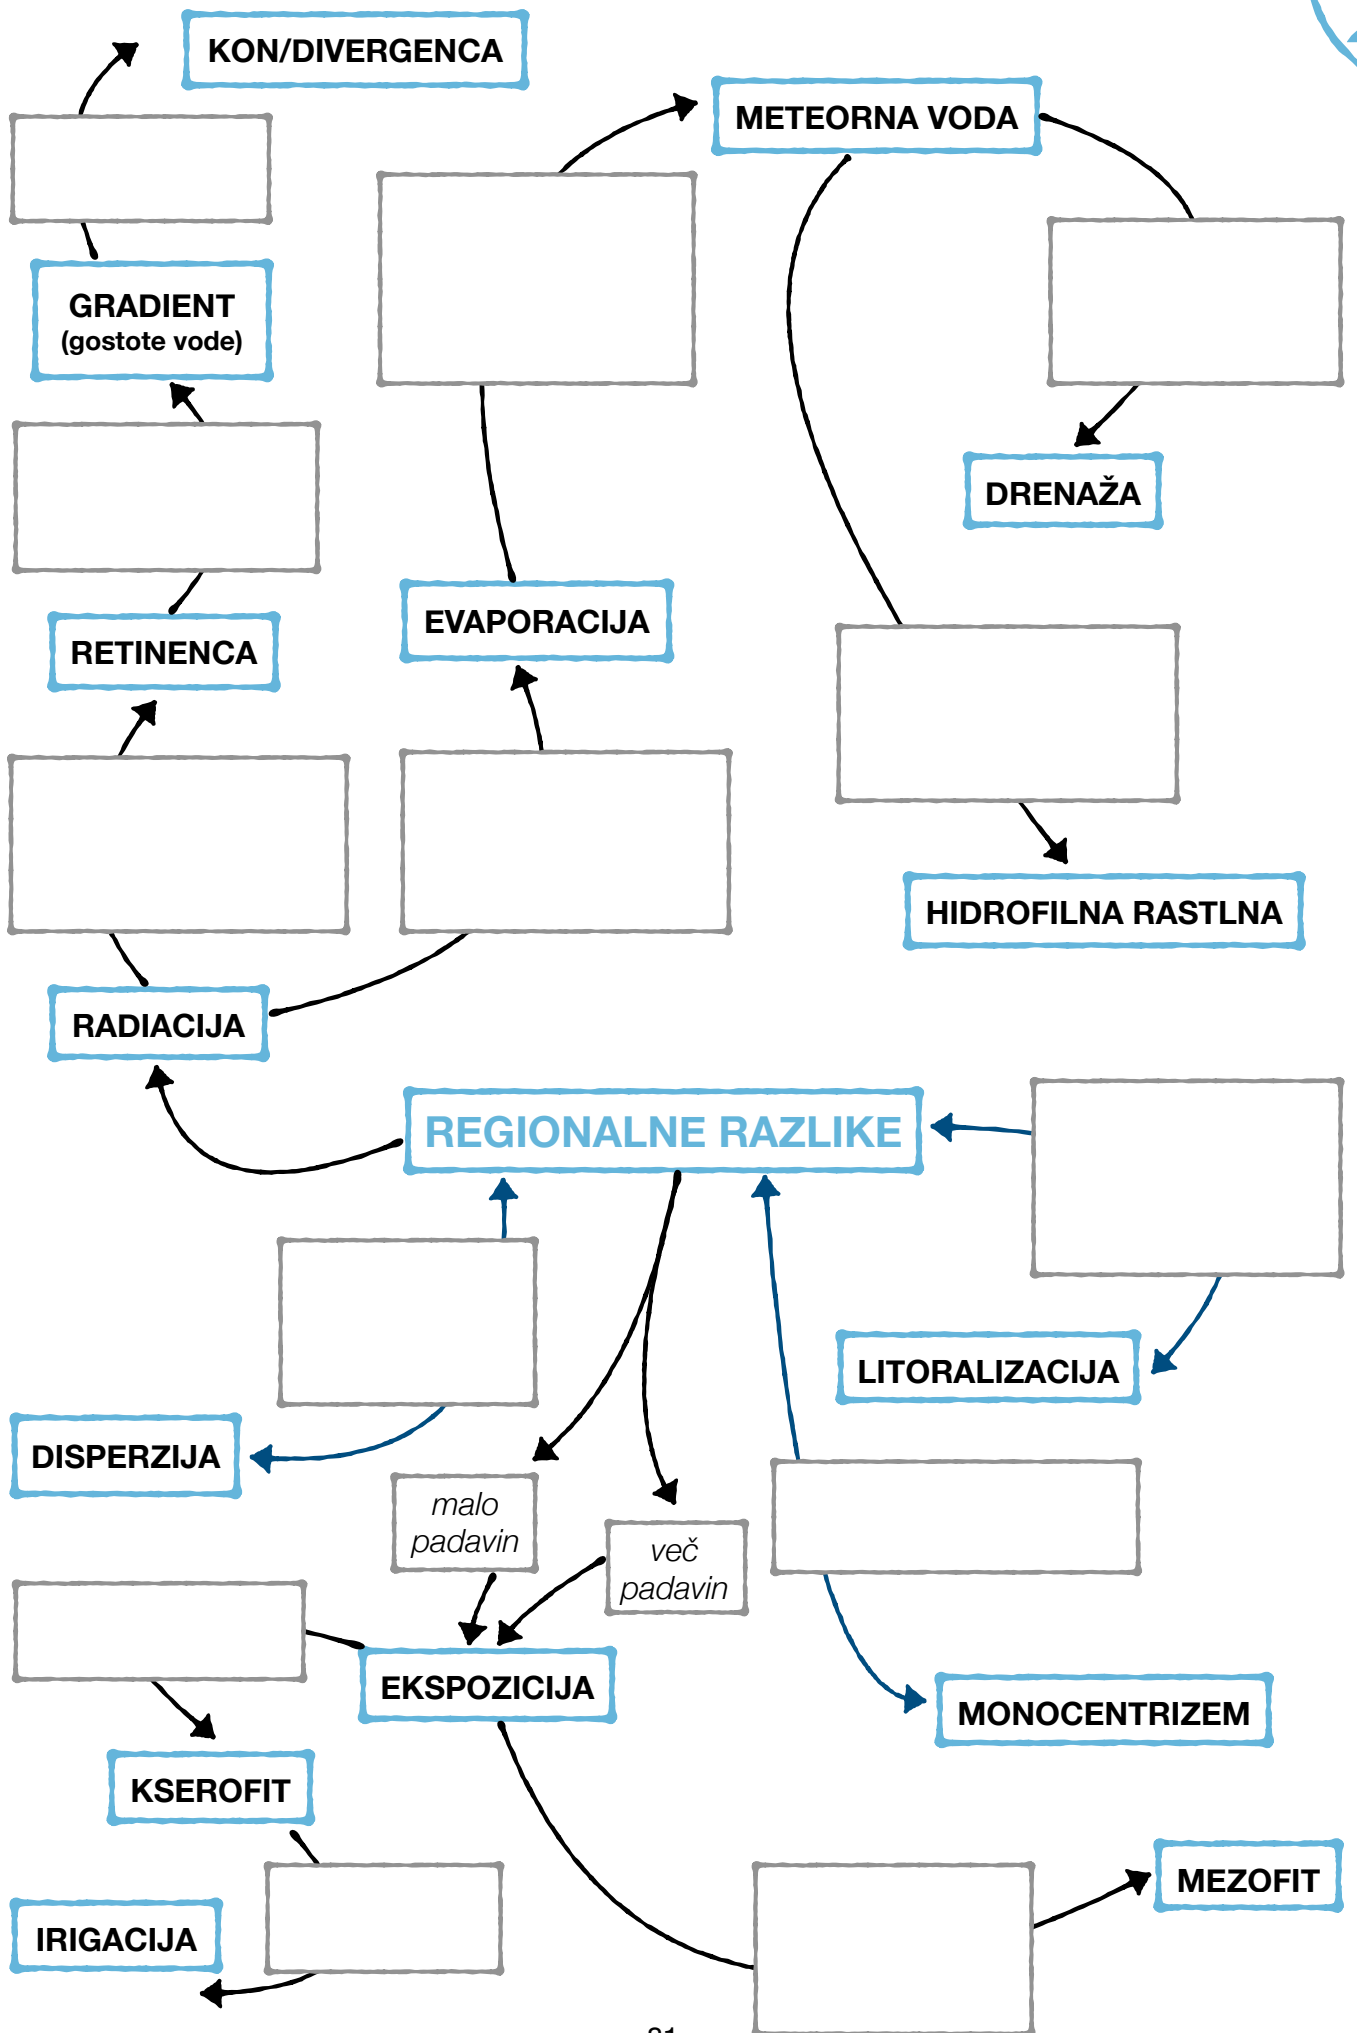 KON/DIVERGENCA
METEORNA VODA
GRADIENT
(gostote vode)
DRENAŽA
EVAPORACIJA
RETINENCA
HIDROFILNA RASTLNA
RADIACIJA
REGIONALNE RAZLIKE
LITORALIZACIJA
DISPERZIJA
malo
padavin
več
padavin
EKSPOZICIJA
MONOCENTRIZEM
KSEROFIT
MEZOFIT
IRIGACIJA